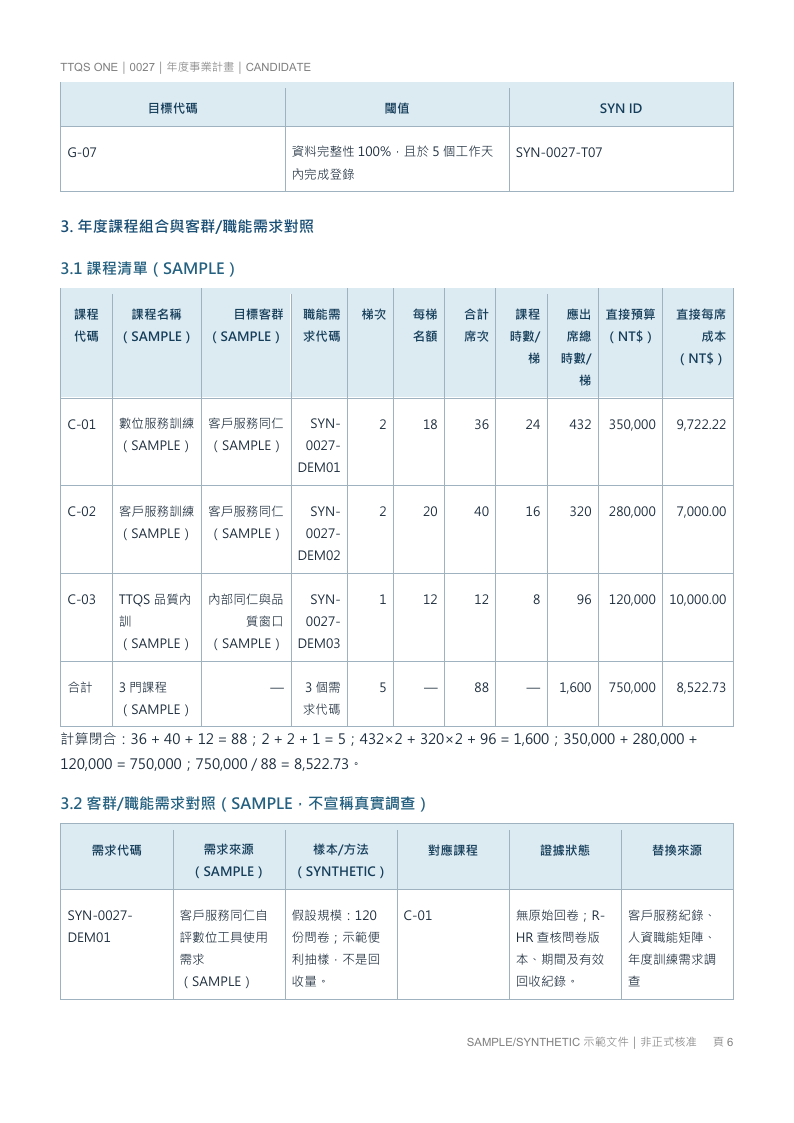 TTQS ONE｜0027｜年度事業計畫｜CANDIDATE
目標代碼 閾值 SYN ID
G-07 資料完整性 100%，且於 5 個工作天內完成登錄 SYN-0027-T07
3. 年度課程組合與客群/職能需求對照
3.1 課程清單（SAMPLE）
課程代碼 課程名稱（SAMPLE） 目標客群（SAMPLE） 職能需求代碼 梯次 每梯名額 合計席次 課程時數/梯 應出席總時數/梯 直接預算（NT$） 直接每席成本（NT$）
C-01 數位服務訓練（SAMPLE） 客戶服務同仁（SAMPLE） SYN-0027-DEM01 2 18 36 24 432 350,000 9,722.22
C-02 客戶服務訓練（SAMPLE） 客戶服務同仁（SAMPLE） SYN-0027-DEM02 2 20 40 16 320 280,000 7,000.00
C-03 TTQS 品質內訓（SAMPLE） 內部同仁與品質窗口（SAMPLE） SYN-0027-DEM03 1 12 12 8 96 120,000 10,000.00
合計 3 門課程（SAMPLE） — 3 個需求代碼 5 — 88 — 1,600 750,000 8,522.73
計算閉合：36 + 40 + 12 = 88；2 + 2 + 1 = 5；432×2 + 320×2 + 96 = 1,600；350,000 + 280,000 +
120,000 = 750,000；750,000 / 88 = 8,522.73。
3.2 客群/職能需求對照（SAMPLE，不宣稱真實調查）
需求代碼 需求來源（SAMPLE） 樣本/方法（SYNTHETIC） 對應課程 證據狀態 替換來源
SYN-0027-DEM01 客戶服務同仁自評數位工具使用需求（SAMPLE） 假設規模：120 份問卷；示範便利抽樣，不是回收量。 C-01 無原始回卷；R-HR 查核問卷版本、期間及有效回收紀錄。 客戶服務紀錄、人資職能矩陣、年度訓練需求調查
SAMPLE/SYNTHETIC 示範文件｜非正式核准 頁 6